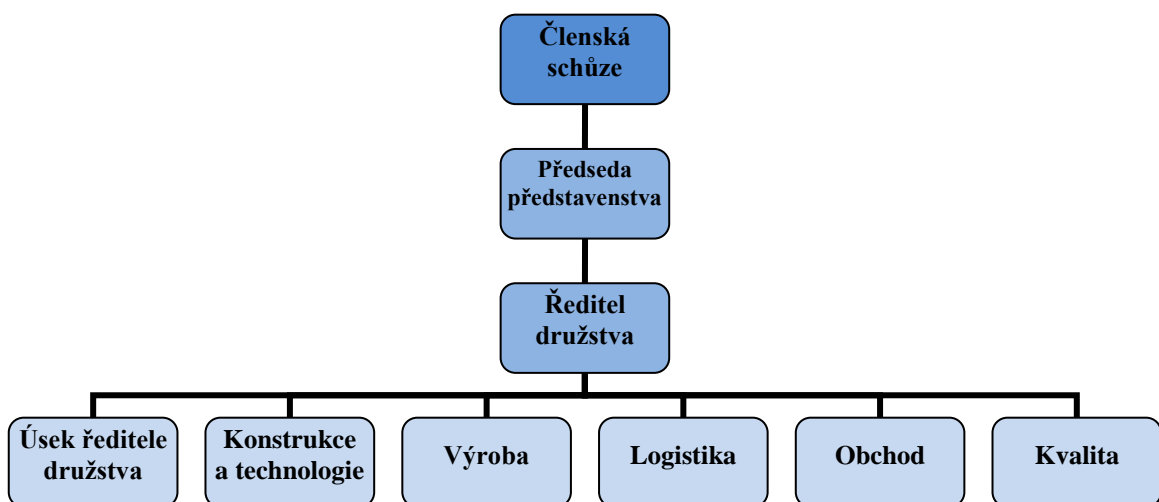 Členská
schůze
Předseda
představenstva
Ředitel
družstva
Úsek ředitele
družstva
Konstrukce
a technologie
Výroba
Logistika
Obchod
Kvalita